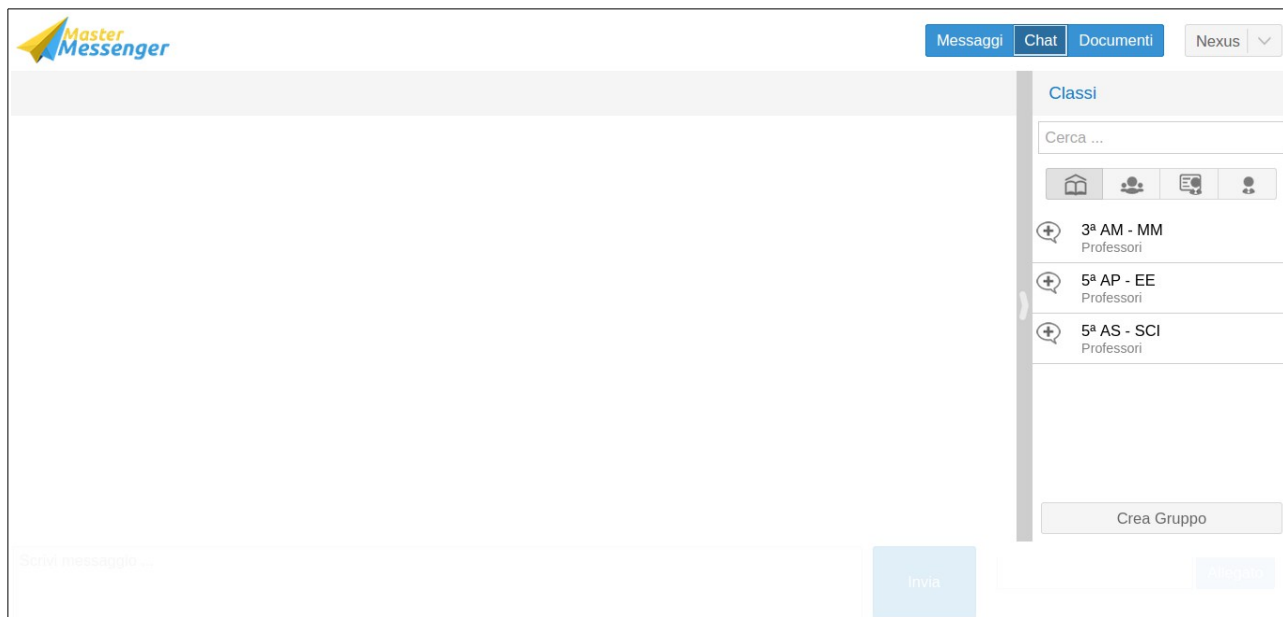 Master
Messenger
Messaggi Chat Documenti
Nexus
Classi
Cerca ...
3ª AM - MM
Professori
5ª AP - EE
Professori
5ª AS - SCI
Professori
Crea Gruppo
Scrivi messaggio ...
Invia
Allegato